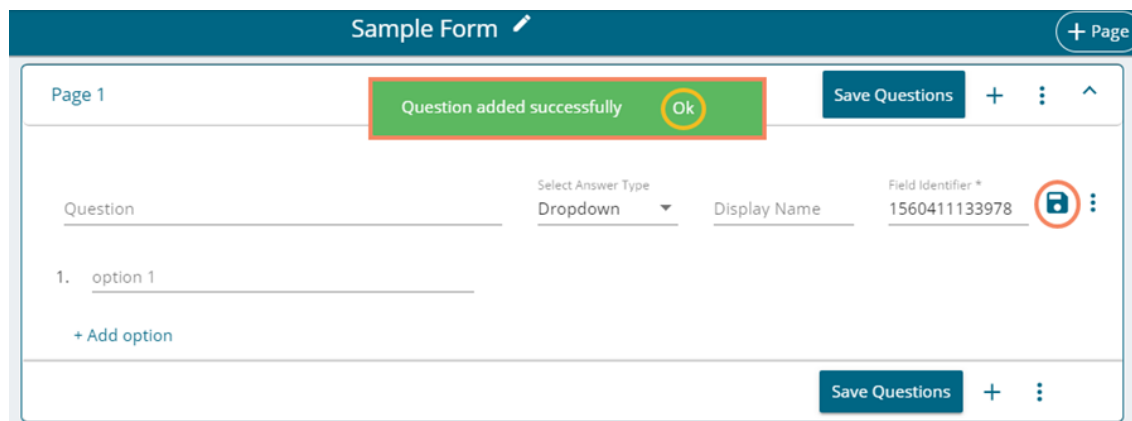 Sample Form
+ Page
Page 1
Question added successfully Ok
Save Questions
Select Answer Type
Field Identifier *
Question
Dropdown
Display Name
1560411133978
1. option 1
+ Add option
Save Questions